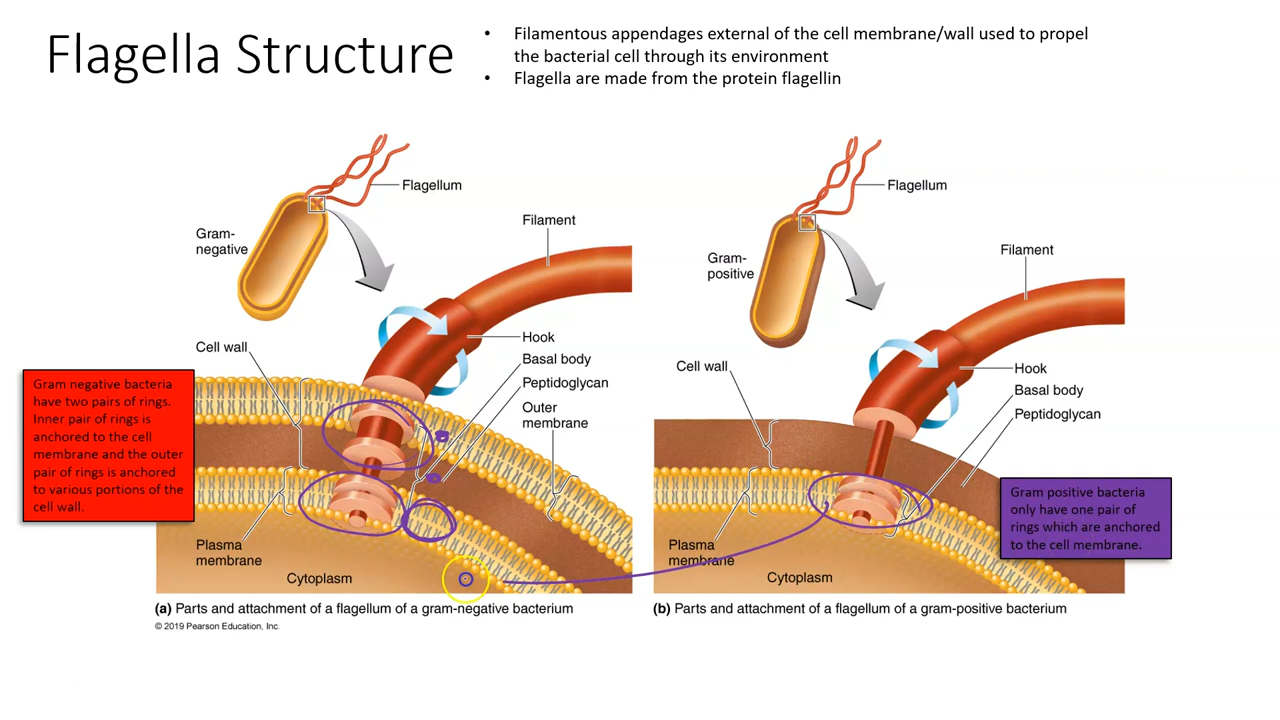 Flagella Structure
• Filamentous appendages external of the cell membrane/wall used to propel
the bacterial cell through its environment
• Flagella are made from the protein flagellin
Flagellum
Gram-
negative
Filament
Hook
Basal body
Peptidoglycan
Outer
membrane
Cell wall
Gram negative bacteria
have two pairs of rings.
Inner pair of rings is
anchored to the cell
membrane and the outer
pair of rings is anchored
to various portions of the
cell wall.
Plasma
membrane
Cytoplasm
(a) Parts and attachment of a flagellum of a gram-negative bacterium
© 2019 Pearson Education, Inc.
Flagellum
Gram-
positive
Filament
Cell wall
Hook
Basal body
Peptidoglycan
Gram positive bacteria
only have one pair of
rings which are anchored
to the cell membrane.
Plasma
membrane
Cytoplasm
(b) Parts and attachment of a flagellum of a gram-positive bacterium